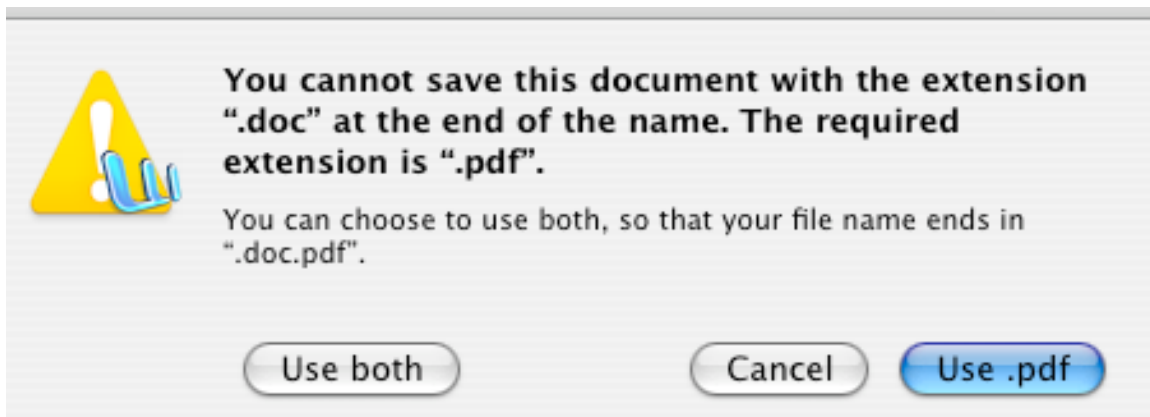 You cannot save this document with the extension
“.doc” at the end of the name. The required
extension is “.pdf”.
You can choose to use both, so that your file name ends in
“.doc.pdf”.
Use both
Cancel
Use .pdf